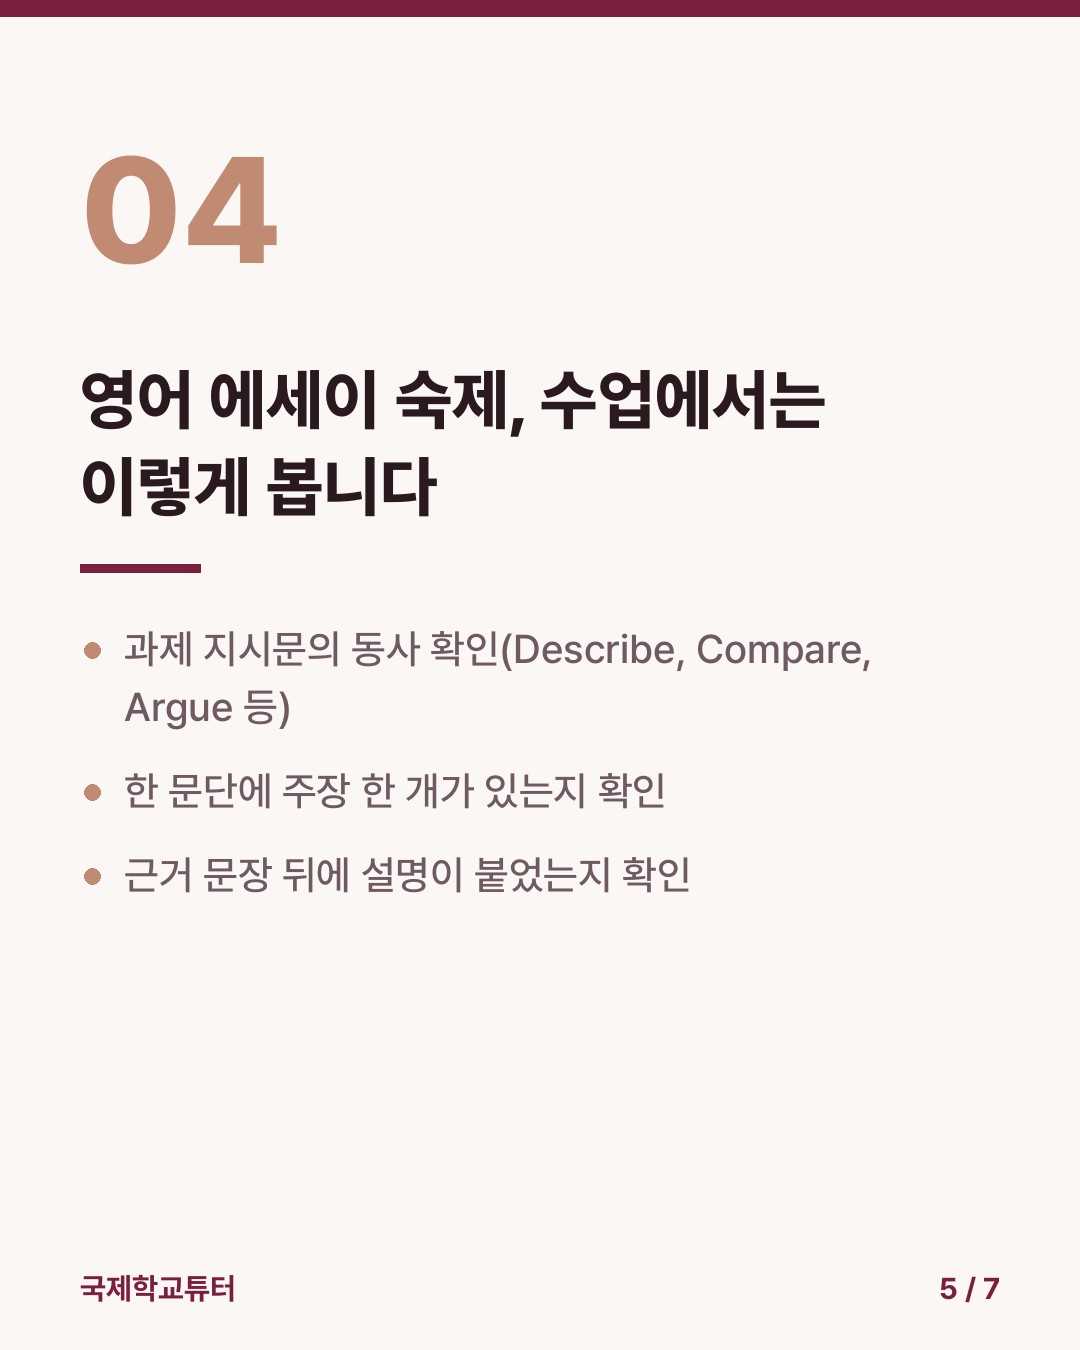 04
영어 에세이 숙제, 수업에서는
이렇게 봅니다
과제 지시문의 동사 확인(Describe, Compare,
Argue 등)
한 문단에 주장 한 개가 있는지 확인
근거 문장 뒤에 설명이 붙었는지 확인
국제학교튜터
5 / 7